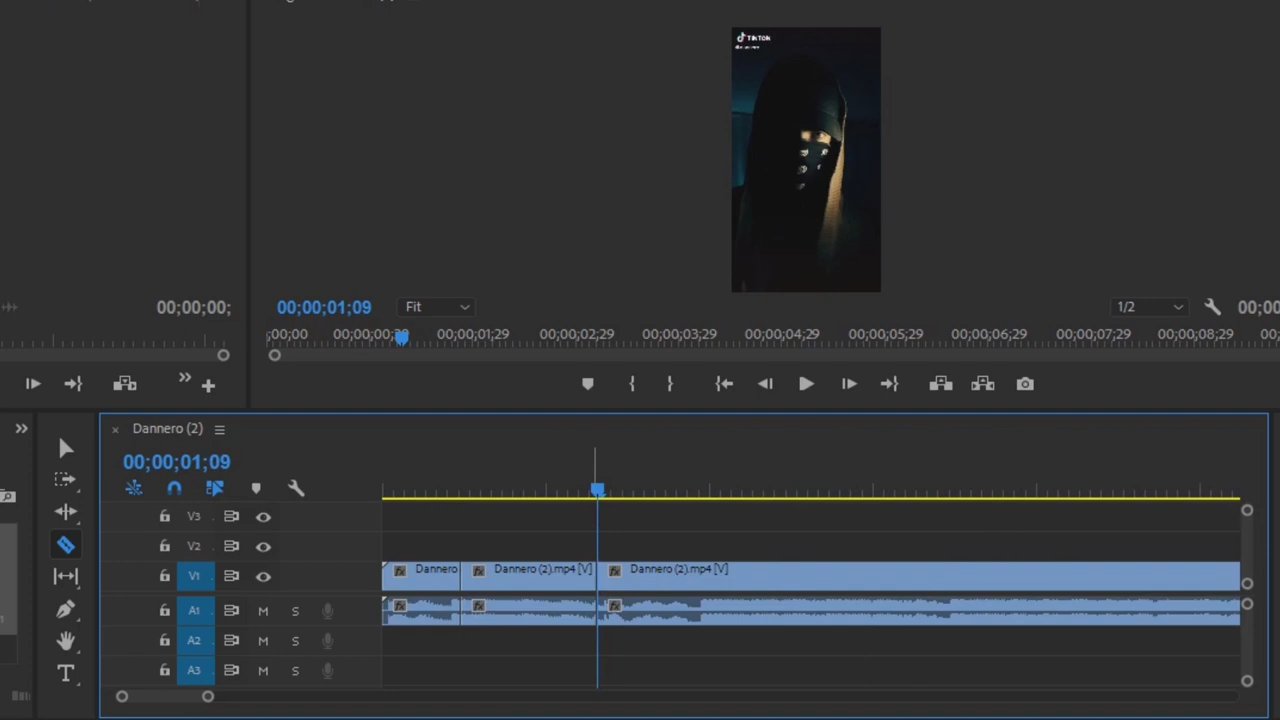 TikTok
00;00;00;
00;00;01;09
Fit
1/2
00;00
;00;00
00;00;00;29
00;00;01;29
00;00;02;29
00;00;03;29
00;00;04;29
00;00;05;29
00;00;06;29
00;00;07;29
00;00;08;29
00;
Dannero (2)
00;00;01;09
V3
V2
V1
Dannero
Dannero (2).mp4 [V]
Dannero (2).mp4 [V]
A1 M S
A2 M S
A3 M S